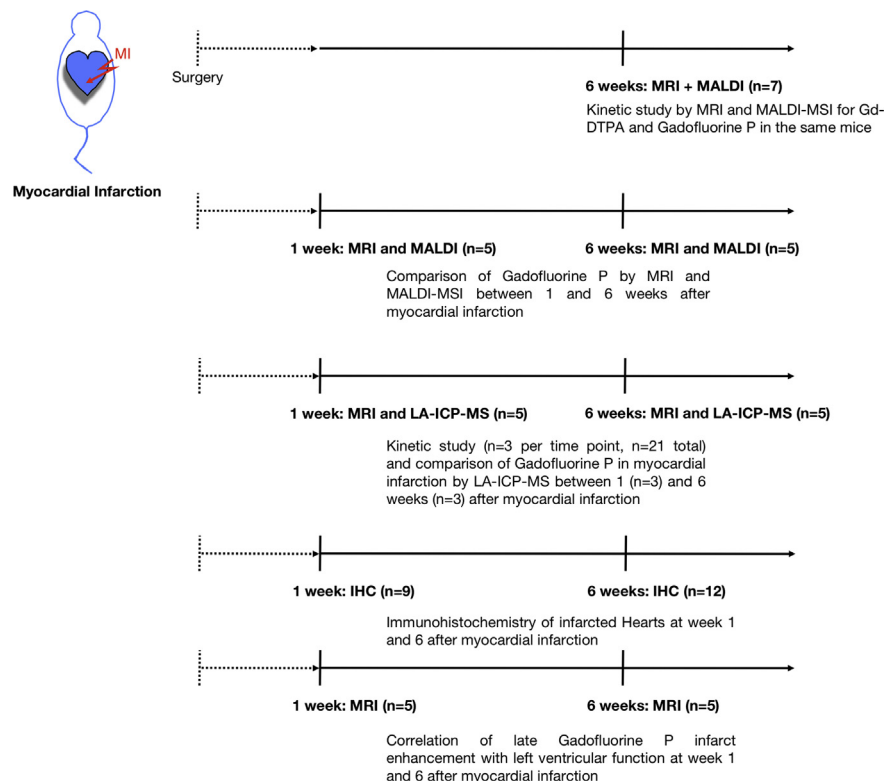 MI
Surgery
Myocardial Infarction
6 weeks: MRI + MALDI (n=7)
Kinetic study by MRI and MALDI-MSI for Gd-
DTPA and Gadofluorine P in the same mice
1 week: MRI and MALDI (n=5)
6 weeks: MRI and MALDI (n=5)
Comparison of Gadofluorine P by MRI and
MALDI-MSI between 1 and 6 weeks after
myocardial infarction
1 week: MRI and LA-ICP-MS (n=5)
6 weeks: MRI and LA-ICP-MS (n=5)
Kinetic study (n=3 per time point, n=21 total)
and comparison of Gadofluorine P in myocardial
infarction by LA-ICP-MS between 1 (n=3) and 6
weeks (n=3) after myocardial infarction
1 week: IHC (n=9)
6 weeks: IHC (n=12)
Immunohistochemistry of infarcted Hearts at week 1
and 6 after myocardial infarction
1 week: MRI (n=5)
6 weeks: MRI (n=5)
Correlation of late Gadofluorine P infarct
enhancement with left ventricular function at week 1
and 6 after myocardial infarction